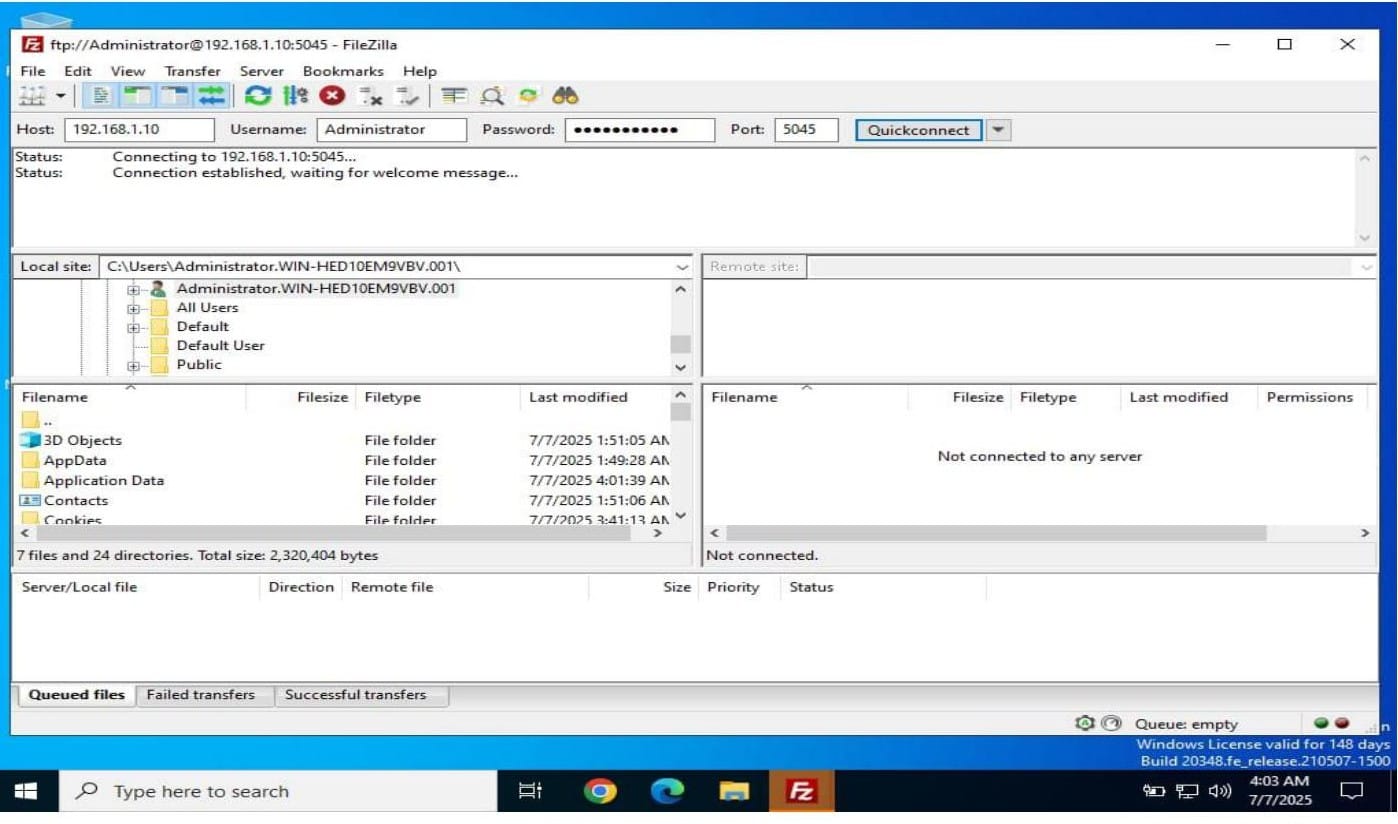 ftp://Administrator@192.168.1.10:5045 - FileZilla
File Edit View Transfer Server Bookmarks Help
Host: 192.168.1.10 Username: Administrator Password: ●●●●●●●●●●● Port: 5045 Quickconnect
Status: Connecting to 192.168.1.10:5045...
Status: Connection established, waiting for welcome message...
Local site: C:\Users\Administrator.WIN-HED10EM9VBV.001\ Remote site:
Administrator.WIN-HED10EM9VBV.001
All Users
Default
Default User
Public
Filename Filesize Filetype Last modified Filename Filesize Filetype Last modified Permissions
..
3D Objects File folder 7/7/2025 1:51:05 AM
AppData File folder 7/7/2025 1:49:28 AM
Application Data File folder 7/7/2025 4:01:39 AM
Contacts File folder 7/7/2025 1:51:06 AM
Cookies File folder 7/7/2025 3:41:13 AM
Not connected to any server
7 files and 24 directories. Total size: 2,320,404 bytes Not connected.
Server/Local file Direction Remote file Size Priority Status
Queued files Failed transfers Successful transfers
Queue: empty
Windows License valid for 148 days
Build 20348.fe_release.210507-1500
Type here to search
4:03 AM
7/7/2025